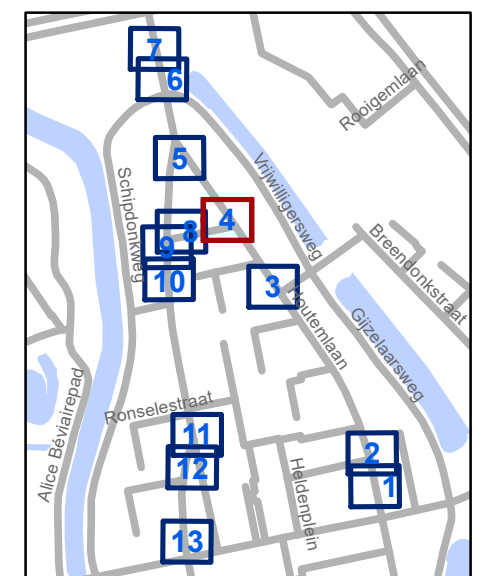 7
6
Rooigemlaan
5
Vrijwilligersweg
Schipdonkweg
4
8
9
Breendonkstraat
10
3
Houtemlaan
Gijzelaarsweg
Alice Béviairepad
Ronselestraat
11
2
12
Heldenplein
1
13